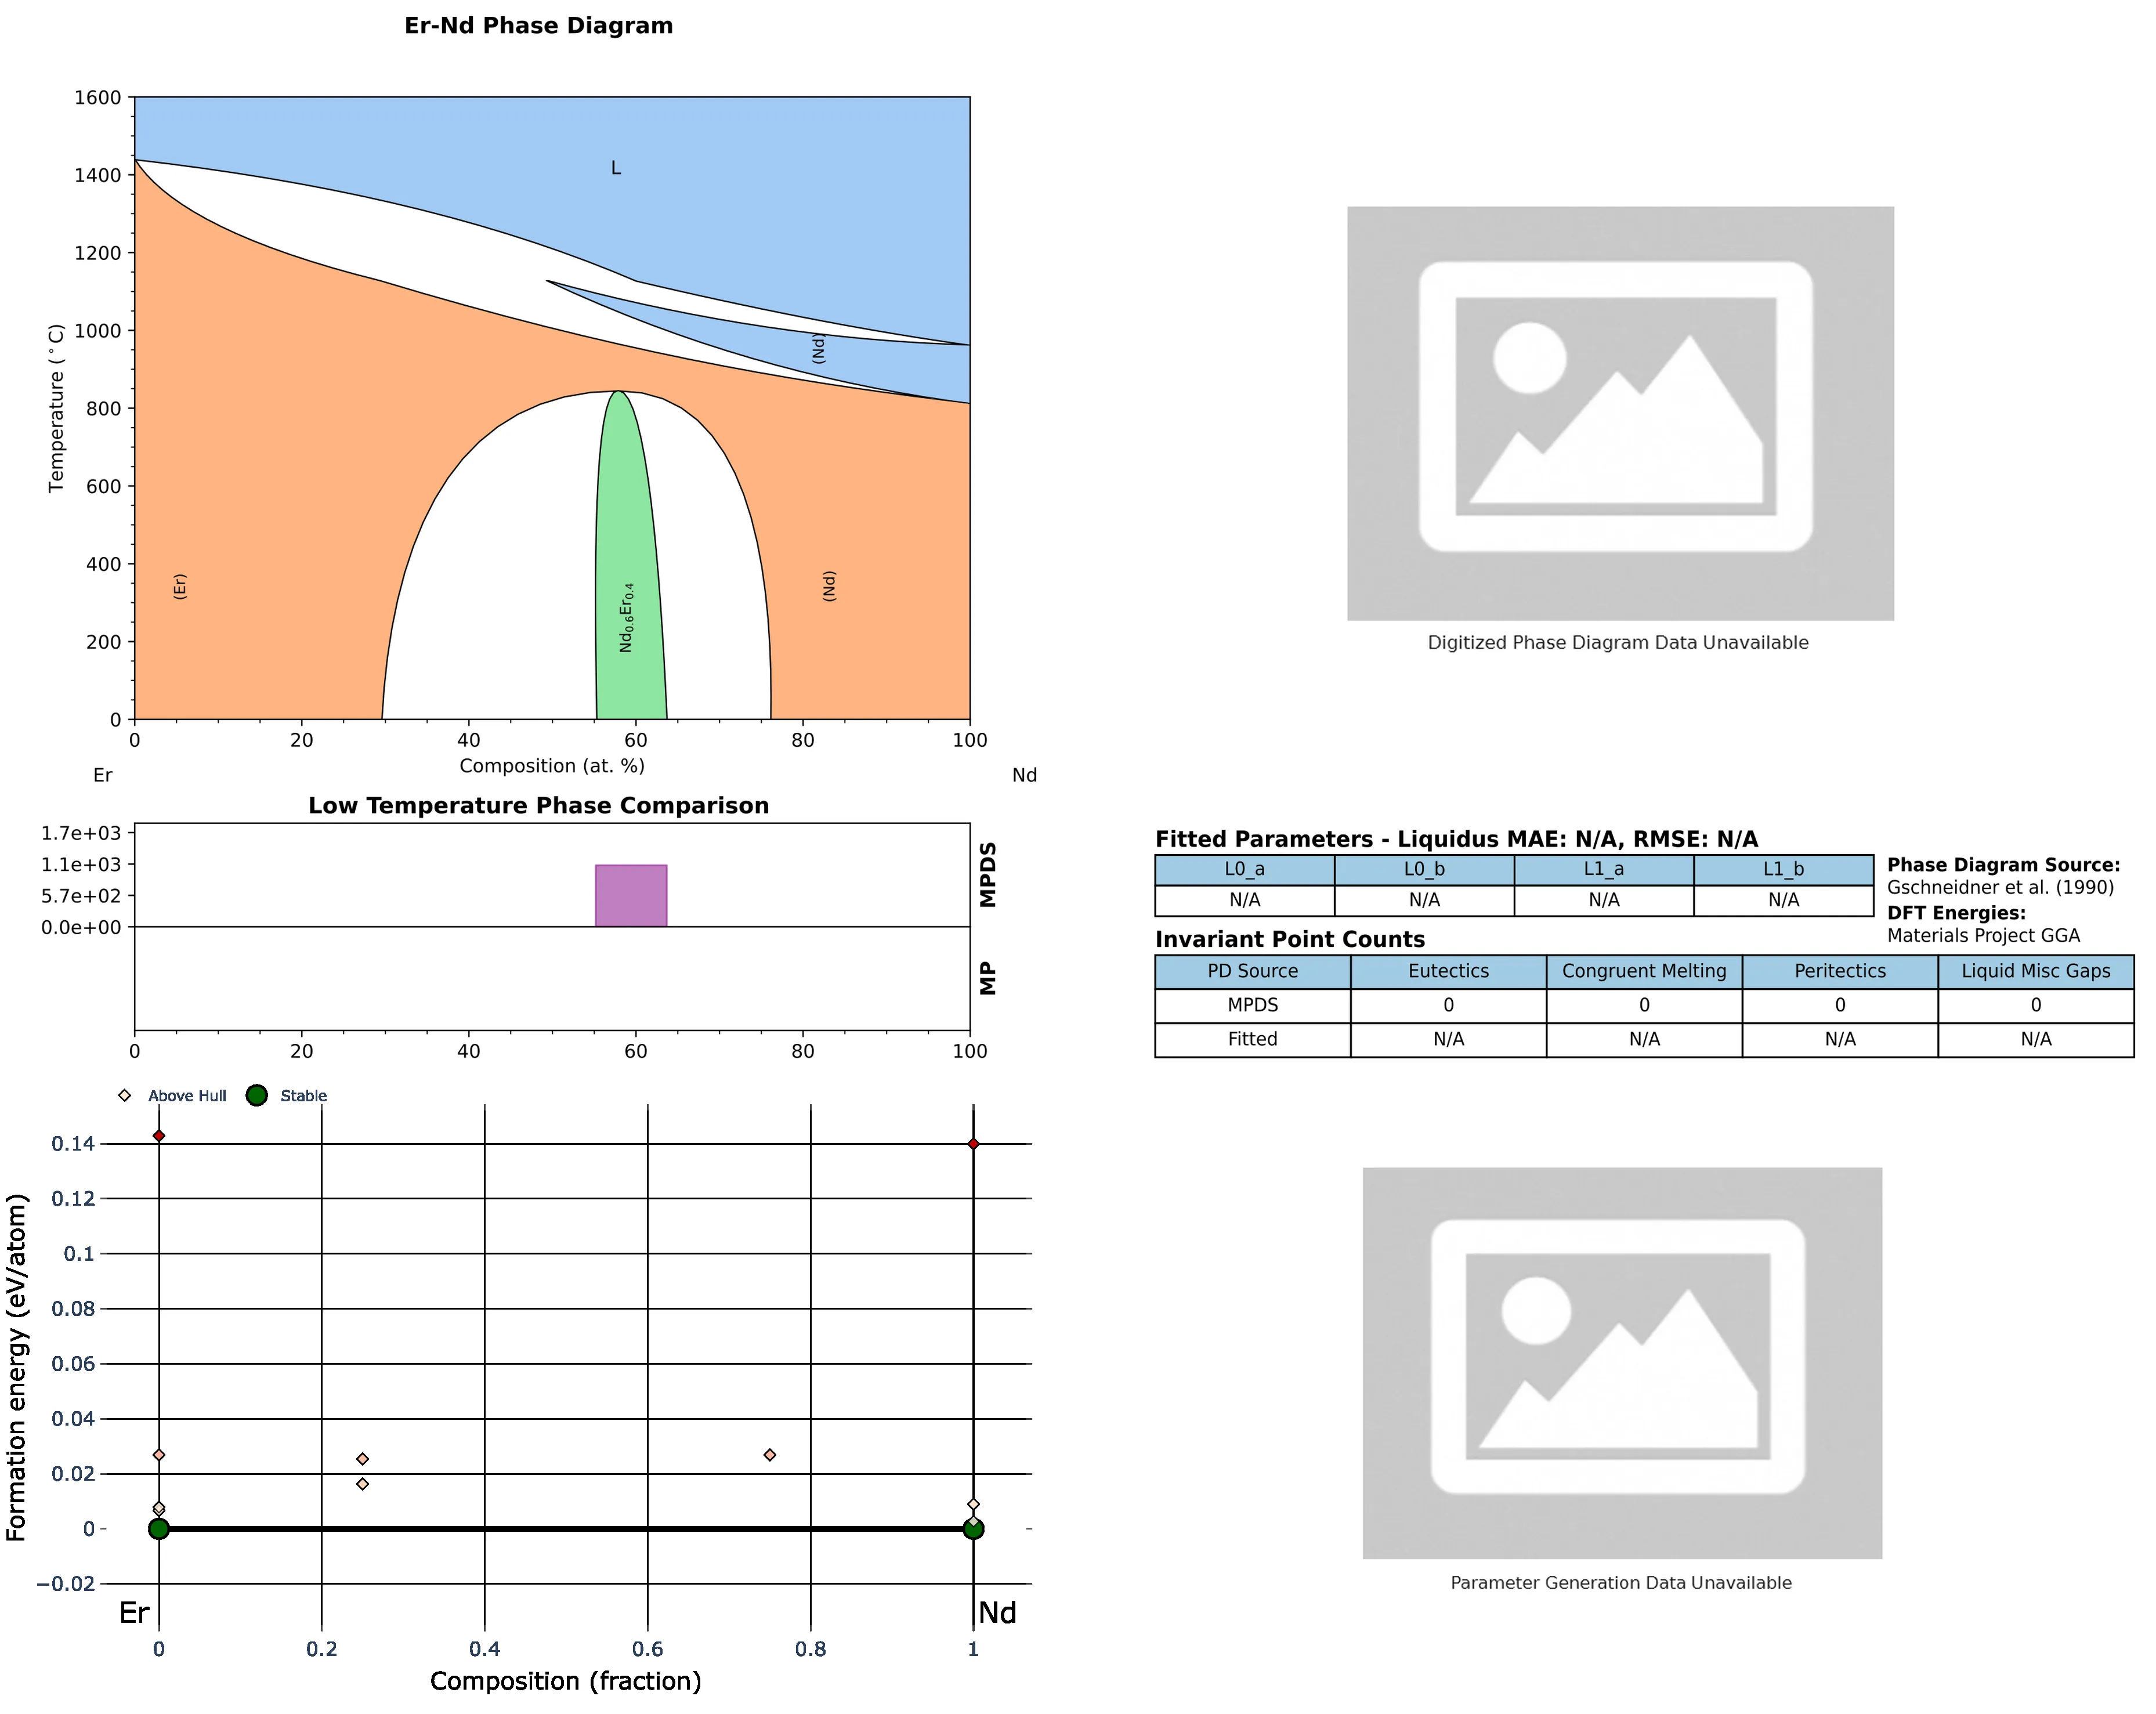 Er-Nd Phase Diagram
1600
1400
1200
1000
800
600
400
200
0
Temperature (°C)
L
(Nd)
(Er)
Nd0.6Er0.4
(Nd)
0 20 40 60 80 100
Composition (at. %)
Er Nd
Digitized Phase Diagram Data Unavailable
Low Temperature Phase Comparison
1.7e+03
1.1e+03
5.7e+02
0.0e+00
MPDS
MP
0 20 40 60 80 100
Fitted Parameters - Liquidus MAE: N/A, RMSE: N/A
L0_a L0_b L1_a L1_b
N/A N/A N/A N/A
Phase Diagram Source:
Gschneidner et al. (1990)
DFT Energies:
Materials Project GGA
Invariant Point Counts
PD Source Eutectics Congruent Melting Peritectics Liquid Misc Gaps
MPDS 0 0 0 0
Fitted N/A N/A N/A N/A
Above Hull Stable
0.14
0.12
0.1
0.08
0.06
0.04
0.02
0
−0.02
Formation energy (eV/atom)
Er Nd
0 0.2 0.4 0.6 0.8 1
Composition (fraction)
Parameter Generation Data Unavailable